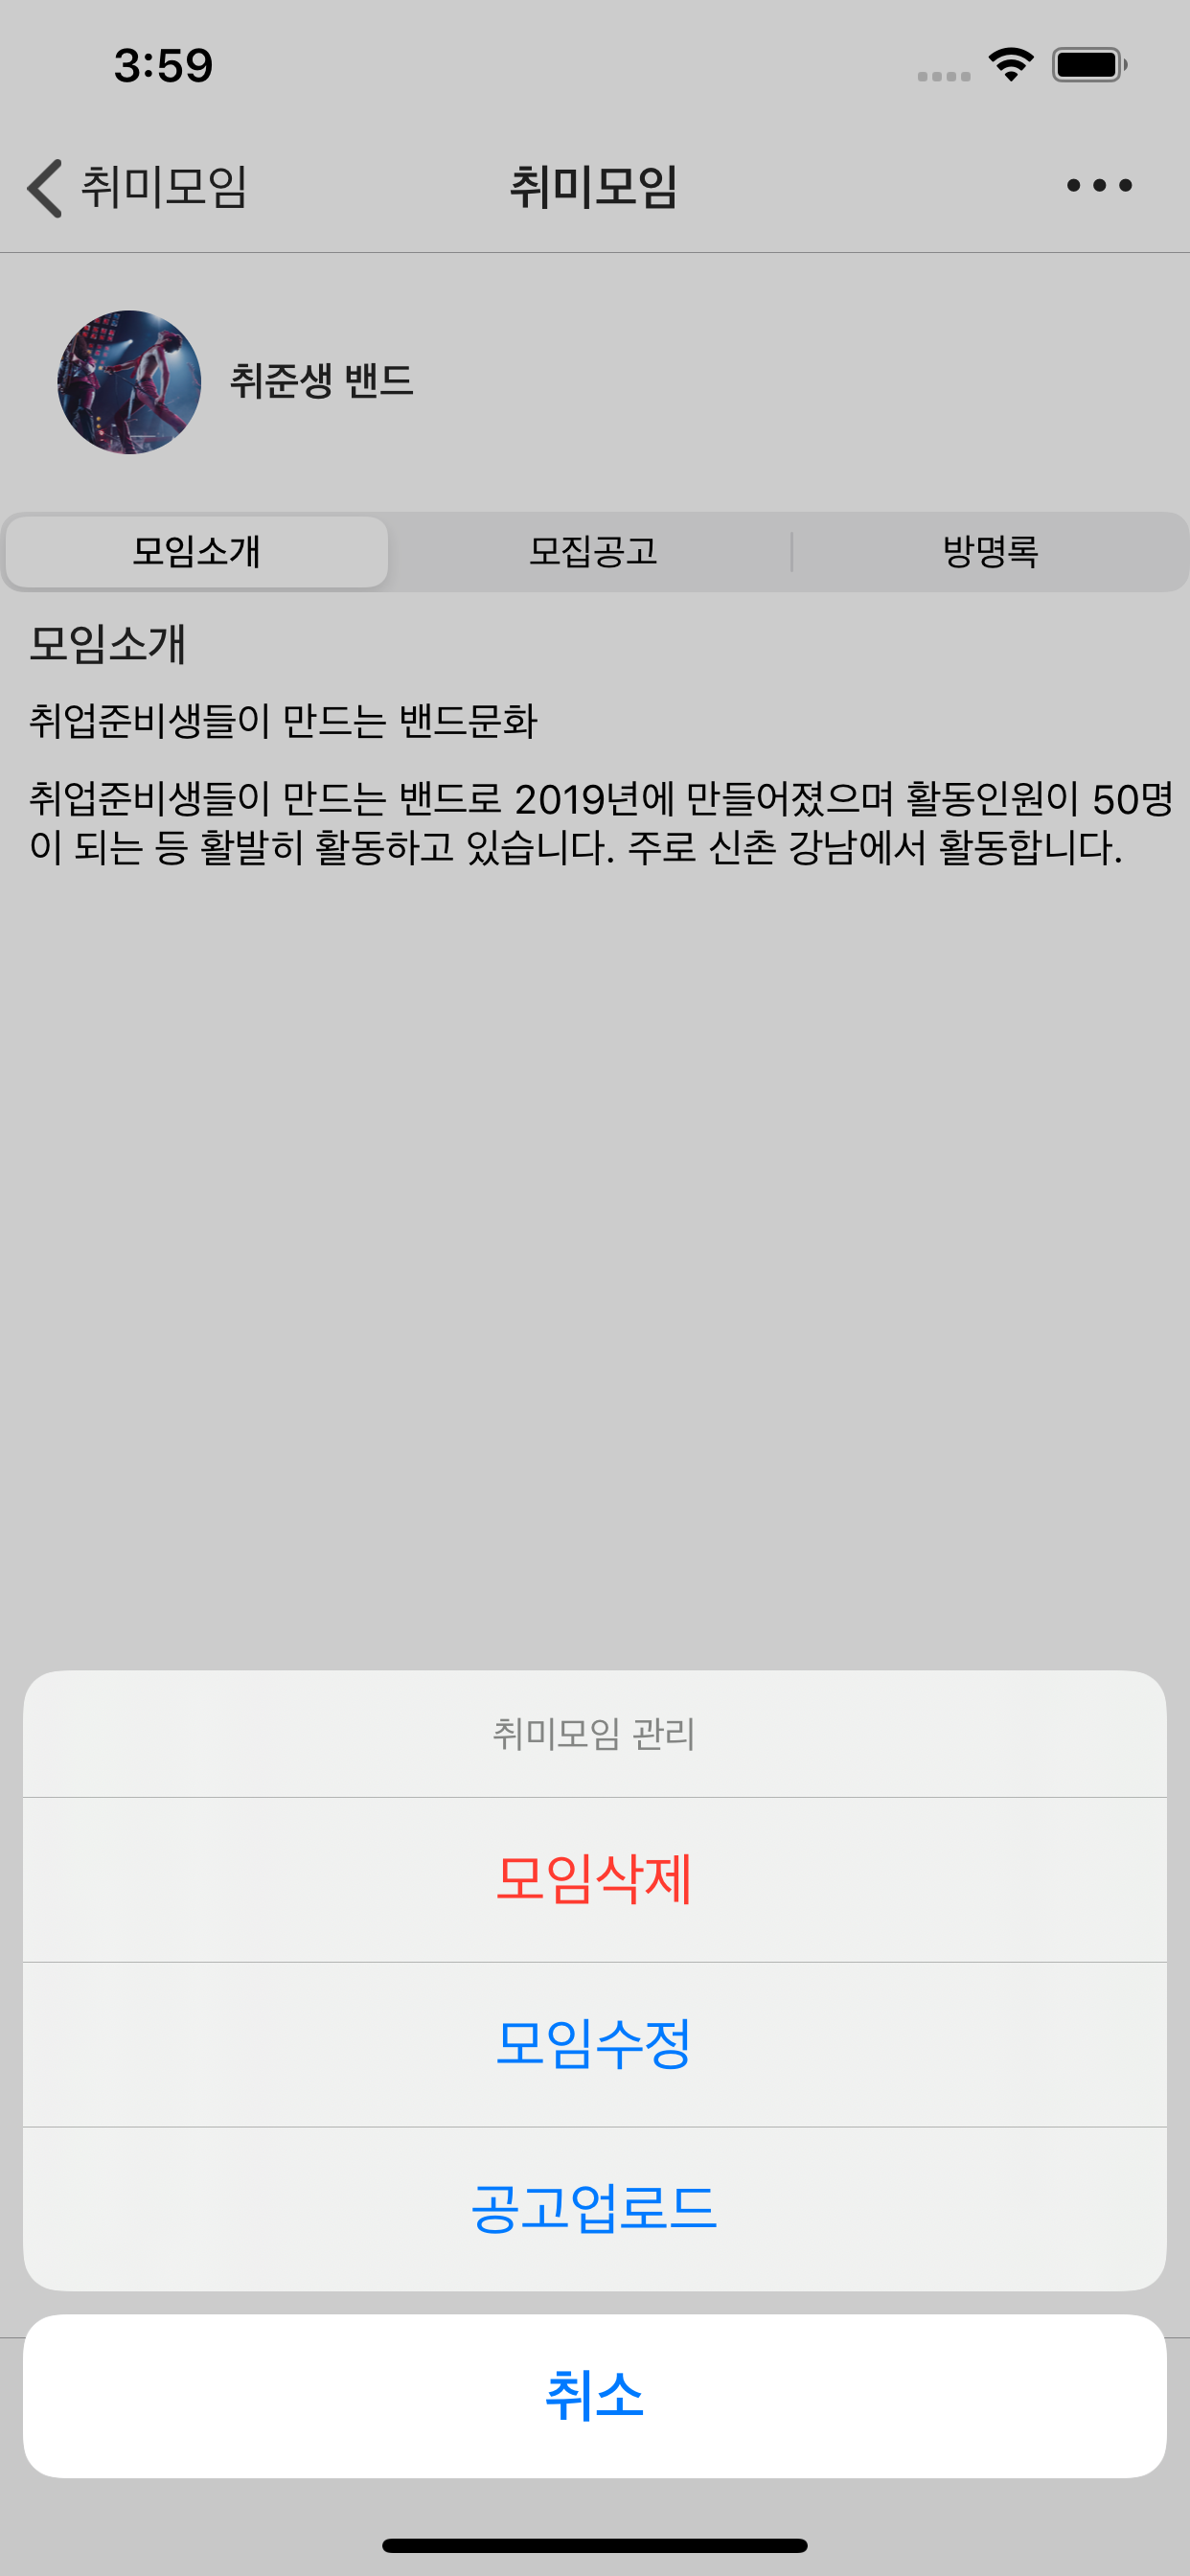 3:59
취미모임
취미모임
취준생 밴드
모임소개
모집공고
방명록
모임소개
취업준비생들이 만드는 밴드문화
취업준비생들이 만드는 밴드로 2019년에 만들어졌으며 활동인원이 50명
이 되는 등 활발히 활동하고 있습니다. 주로 신촌 강남에서 활동합니다.
취미모임 관리
모임삭제
모임수정
공고업로드
취소